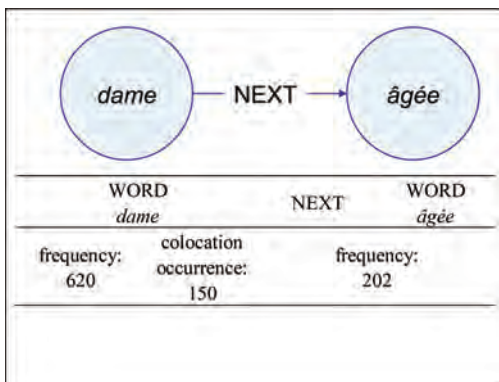 dame NEXT âgée
WORD NEXT WORD
dame âgée
frequency: colocation frequency:
620 occurrence: 202
150